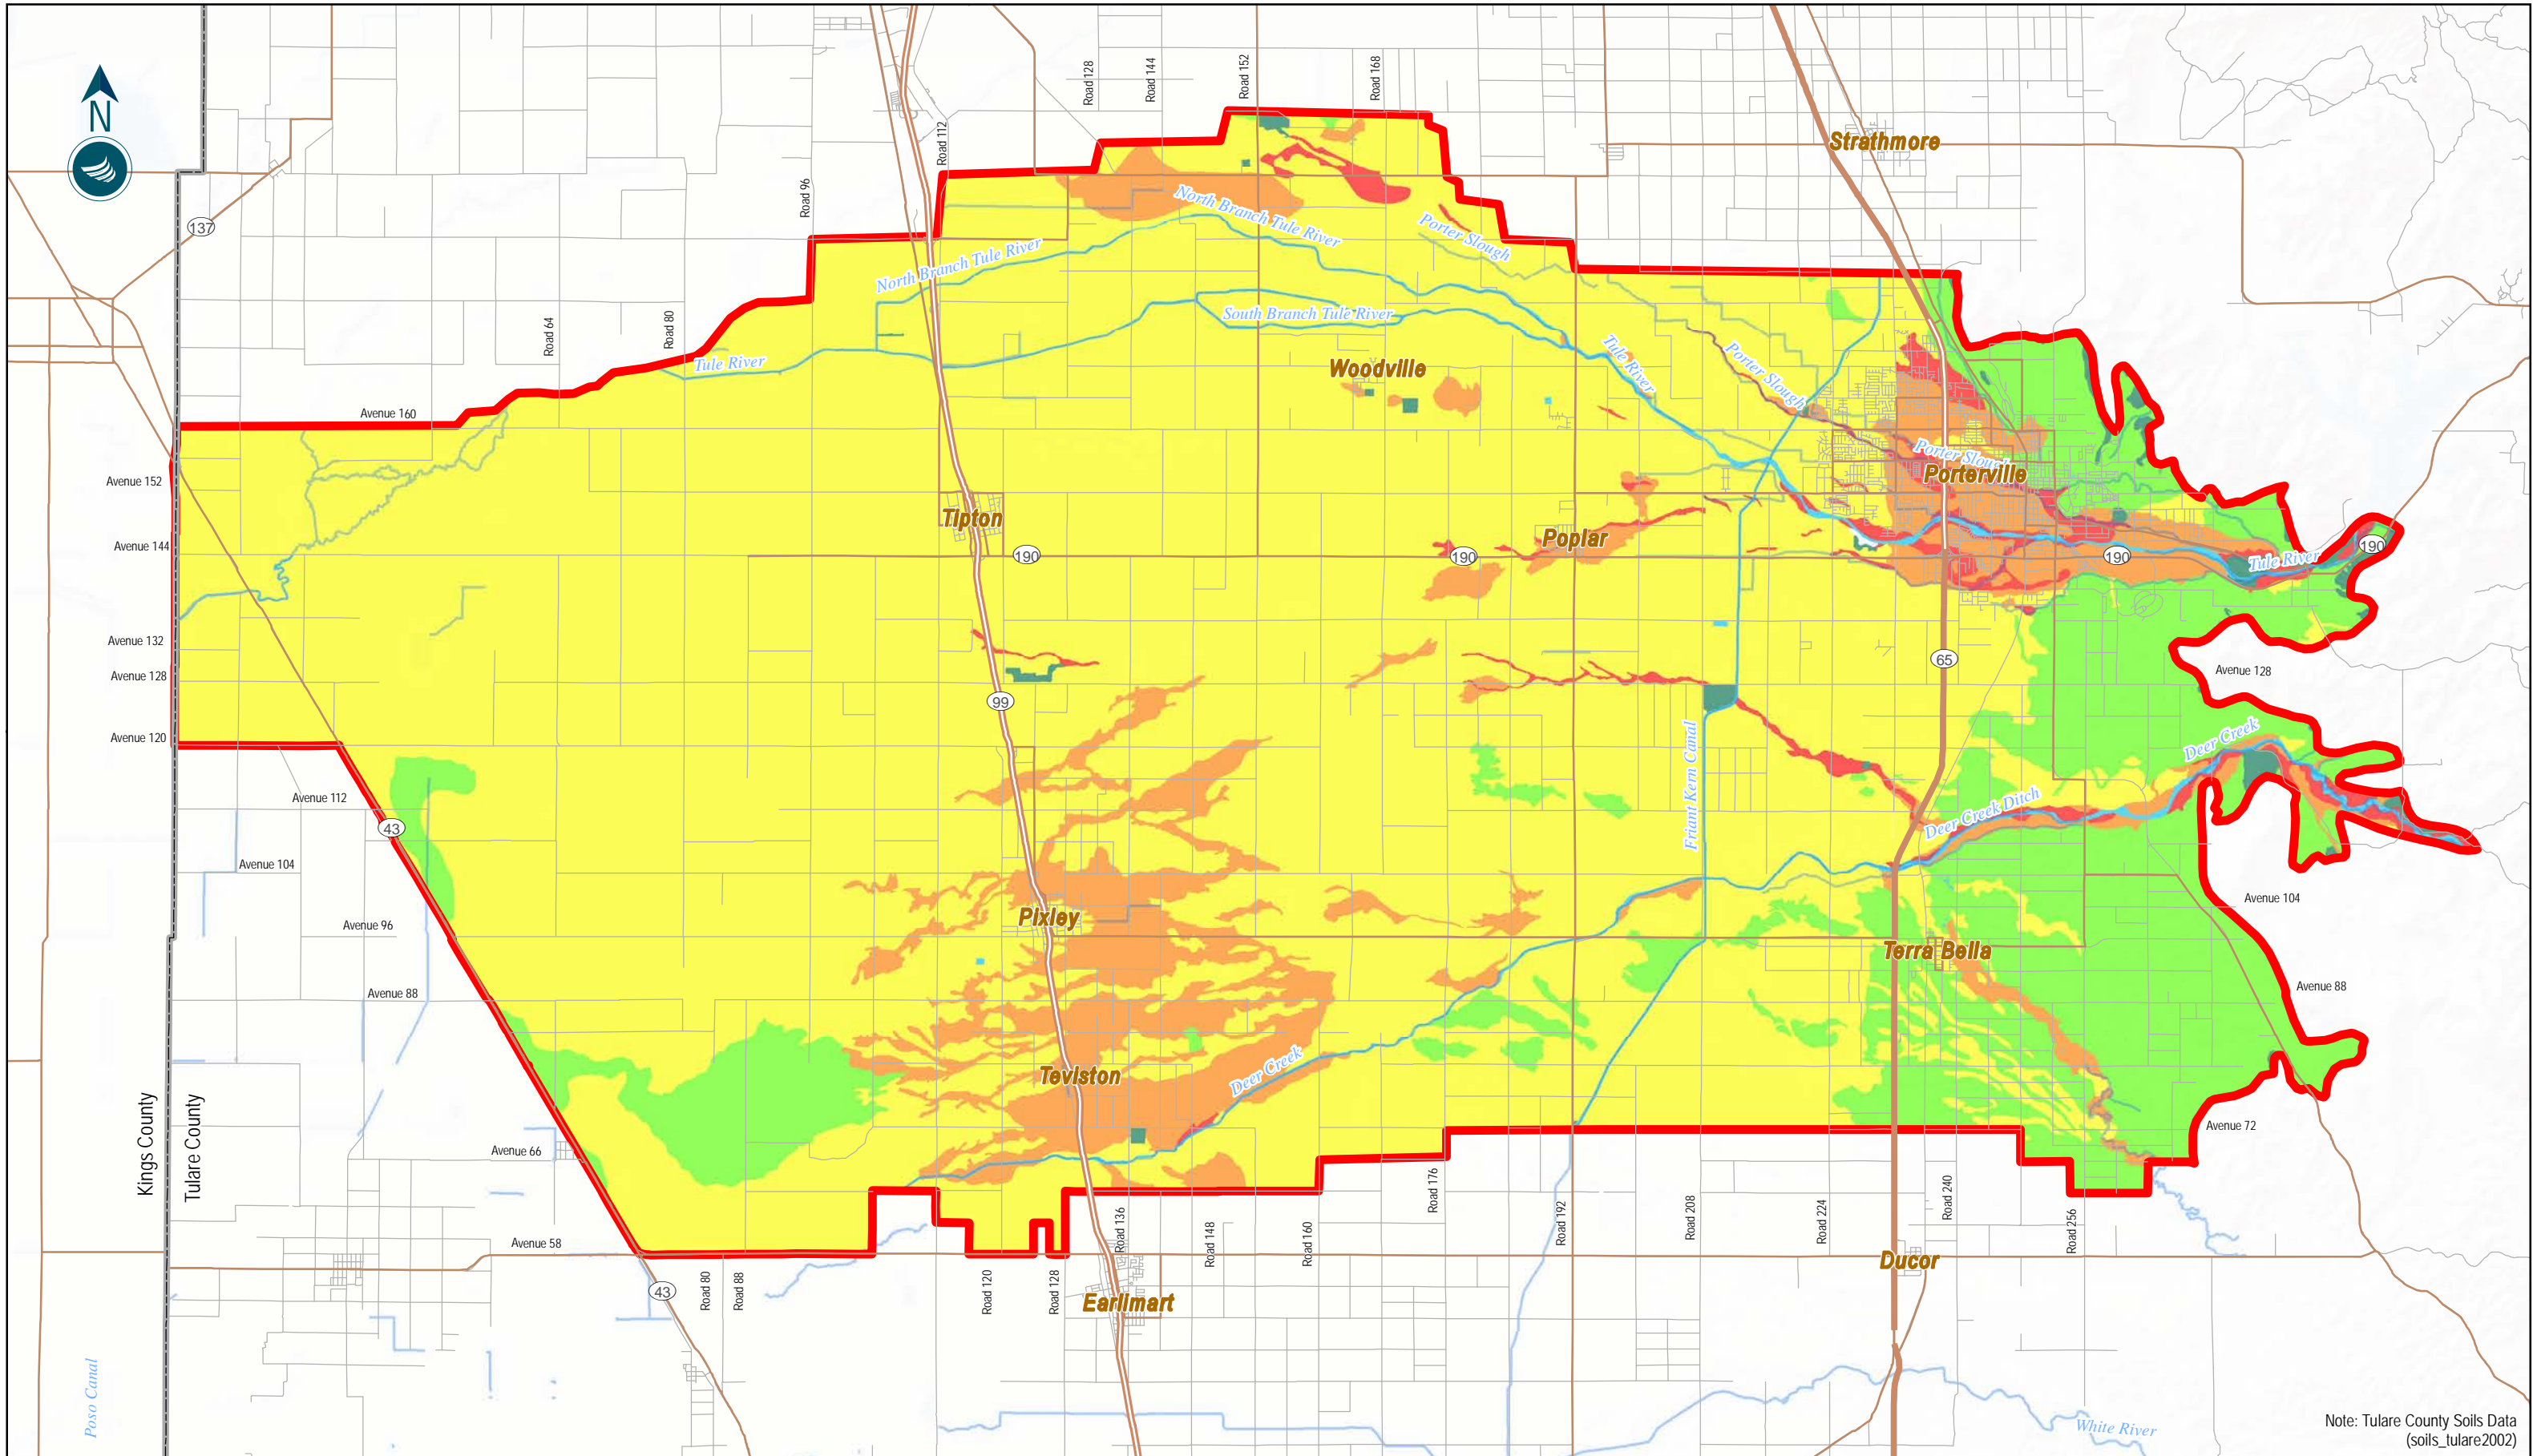 Road 128
Road 144
Road 152
Road 168
N
Road 112
Strathmore
Road 96
137
North Branch Tule River
Porter Slough
North Branch Tule River
South Branch Tule River
Road 64
Road 80
Tule River
Tule River
Porter Slough
Woodville
Avenue 160
Porter Slough
Porterville
Avenue 152
Tipton
Poplar
Avenue 144
190
190
190
190
Tule River
Avenue 132
Avenue 128
65
Avenue 128
99
Avenue 120
Deer Creek
Friant Kern Canal
Avenue 112
43
Deer Creek Ditch
Avenue 104
Avenue 104
Pixley
Avenue 96
Terra Bella
Avenue 88
Avenue 88
Teviston
Deer Creek
Kings County
Tulare County
Avenue 72
Avenue 66
Road 176
Road 192
Road 208
Road 224
Road 240
Road 256
Road 136
Road 148
Road 160
Avenue 58
Ducor
43
Road 80
Road 88
Road 120
Road 128
Earlimart
Poso Canal
White River
Note: Tulare County Soils Data
(soils_tulare2002)